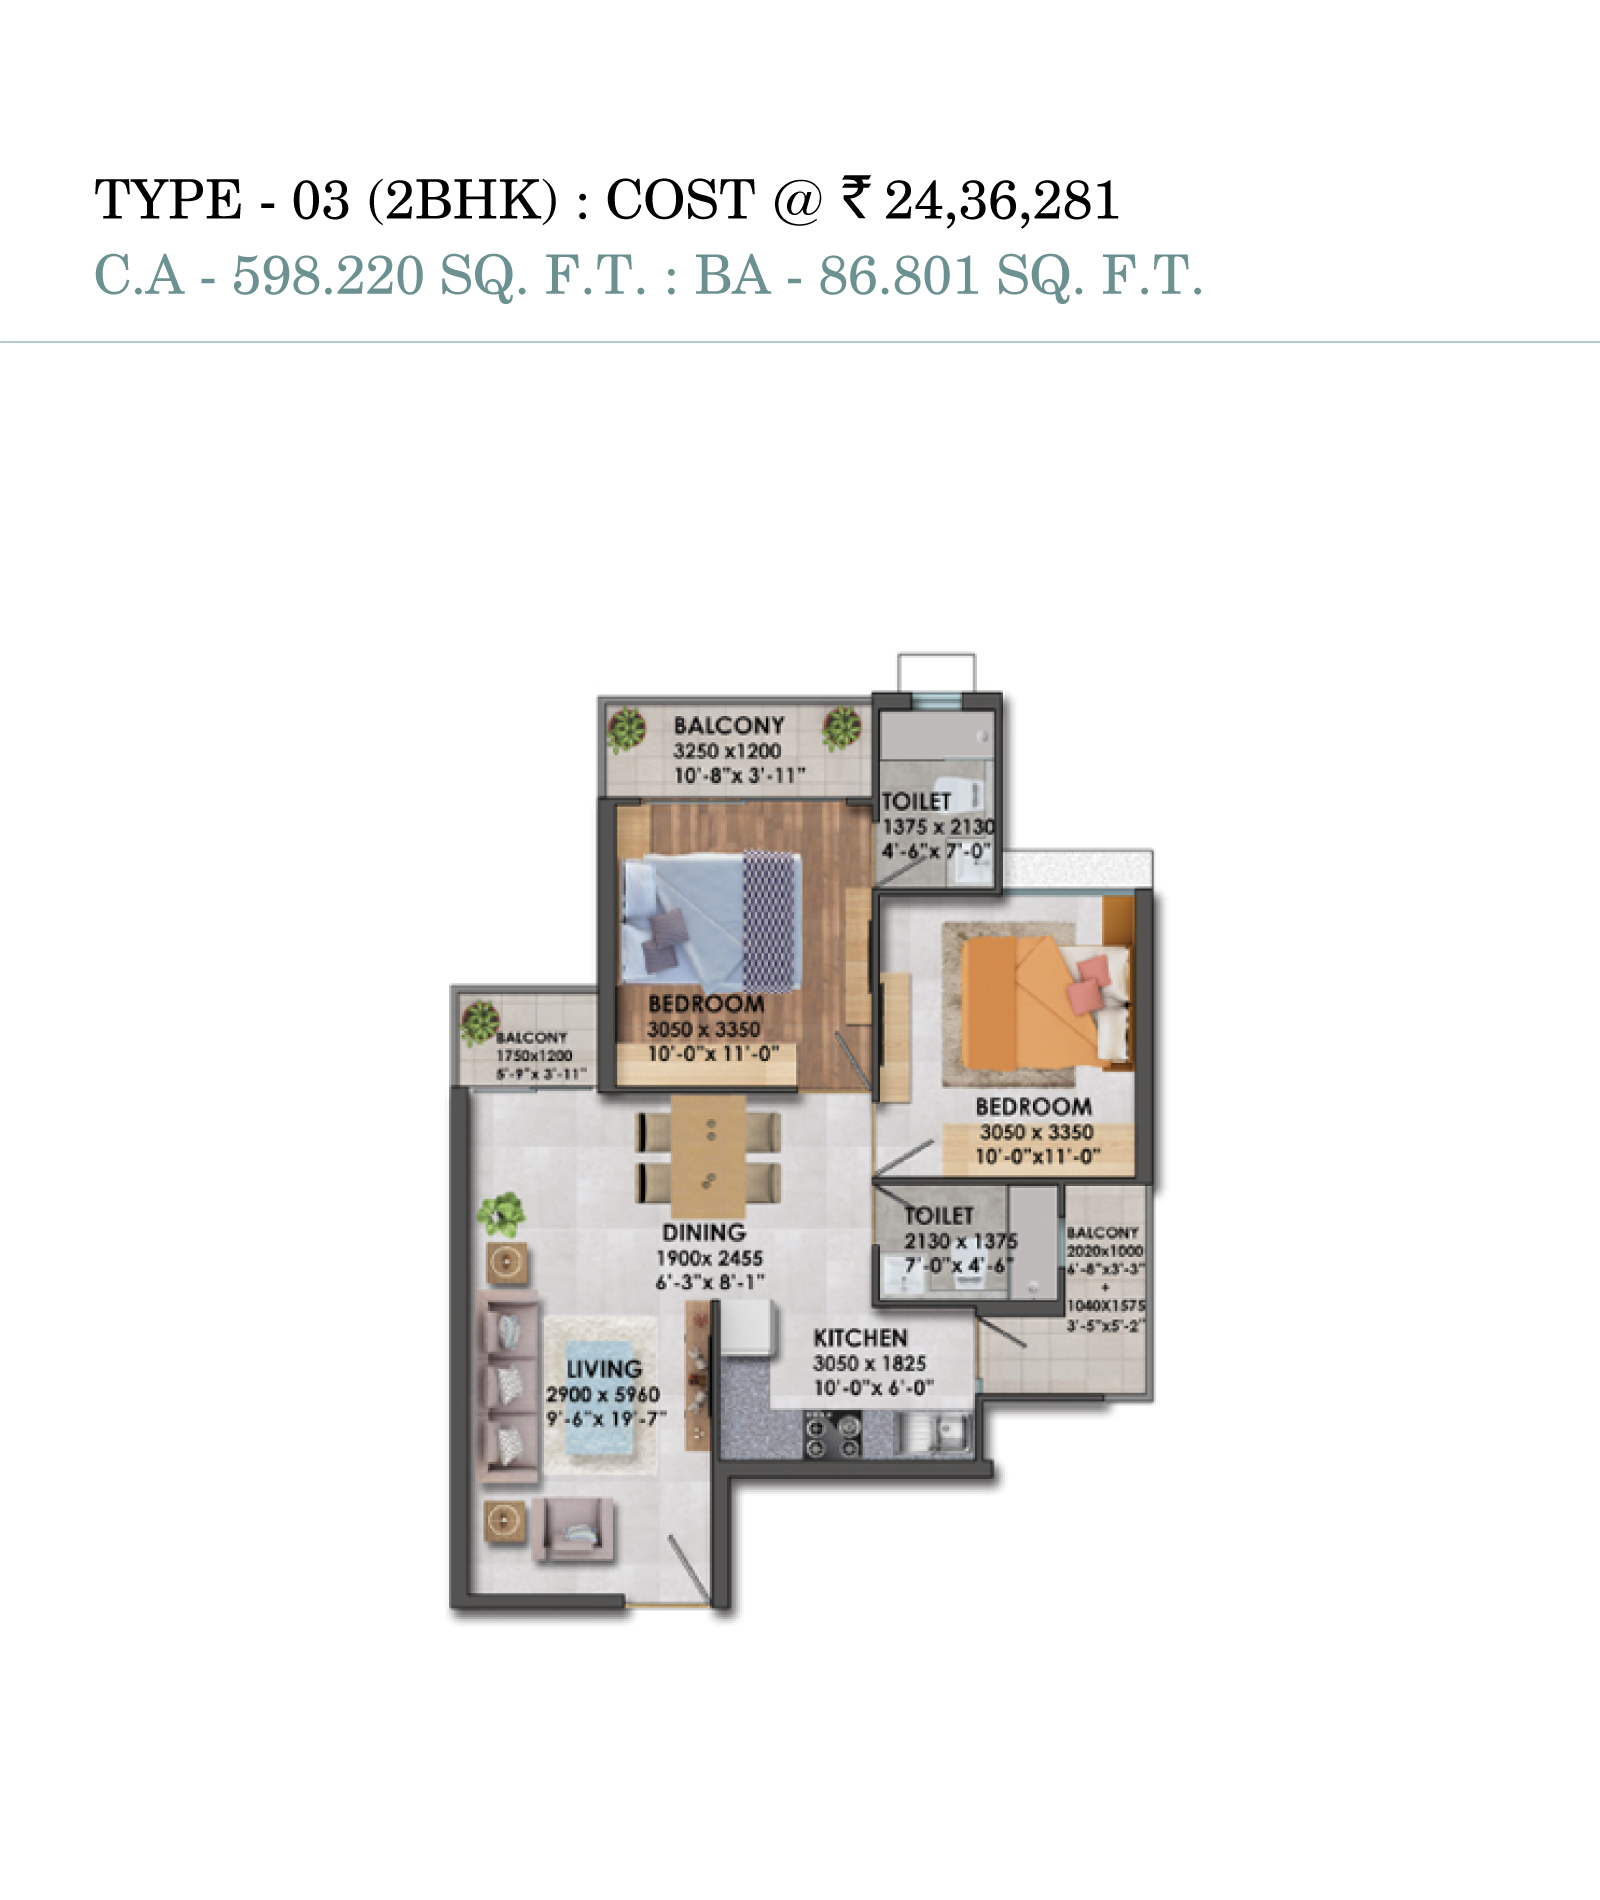 TYPE - 03 (2BHK) : COST @ ₹ 24,36,281
C.A - 598.220 SQ. F.T. : BA - 86.801 SQ. F.T.
BALCONY
3250 x1200
10'-8"x 3'-11"
TOILET
1375 x 2130
4'-6"x 7'-0"
BEDROOM
3050 x 3350
10'-0"x 11'-0"
BALCONY
1750x1200
5'-9"x 3'-11"
BEDROOM
3050 x 3350
10'-0"x11'-0"
DINING
1900x 2455
6'-3"x 8'-1"
TOILET
2130 x 1375
7'-0"x 4'-6"
BALCONY
2020x1000
6'-8"x3'-3"
+
1040X1575
3'-5"x5'-2"
KITCHEN
3050 x 1825
10'-0"x 6'-0"
LIVING
2900 x 5960
9'-6"x 19'-7"